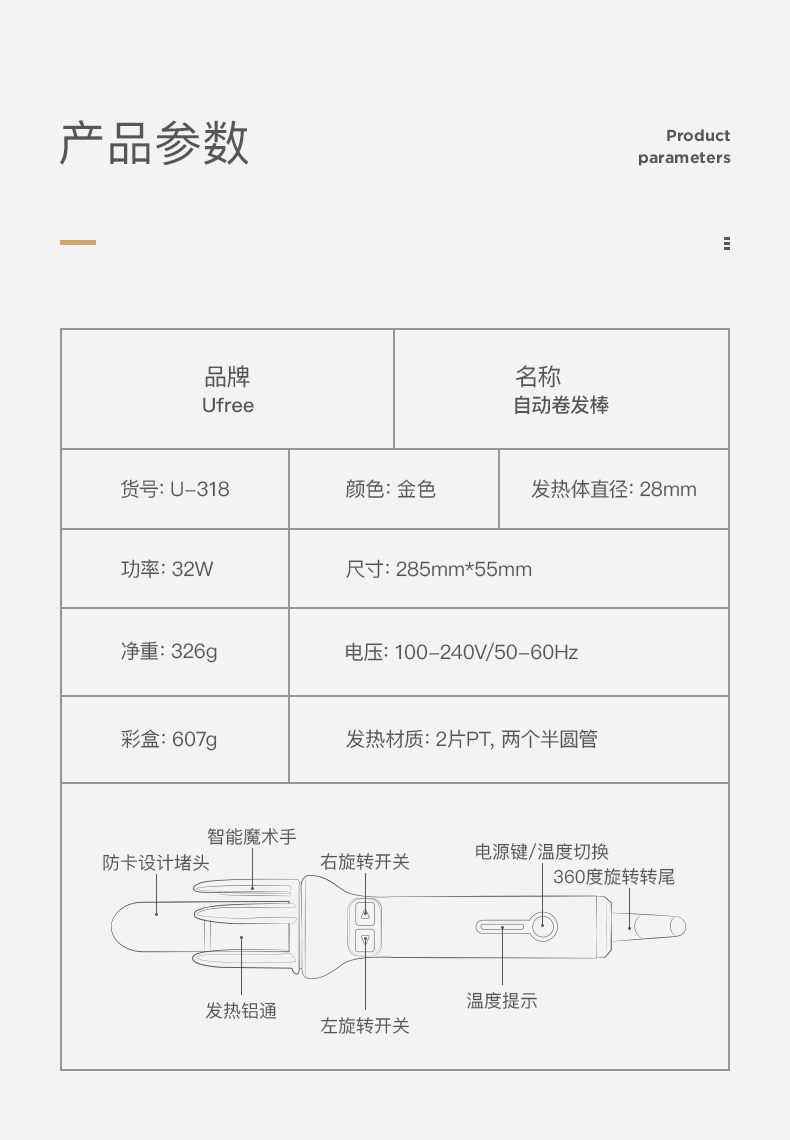 产品参数
Product
parameters
品牌
Ufree
名称
自动卷发棒
货号: U-318
颜色: 金色
发热体直径: 28mm
功率: 32W
尺寸: 285mm*55mm
净重: 326g
电压: 100-240V/50-60Hz
彩盒: 607g
发热材质: 2片PT, 两个半圆管
智能魔术手
防卡设计堵头
右旋转开关
电源键/温度切换
360度旋转转尾
发热铝通
左旋转开关
温度提示